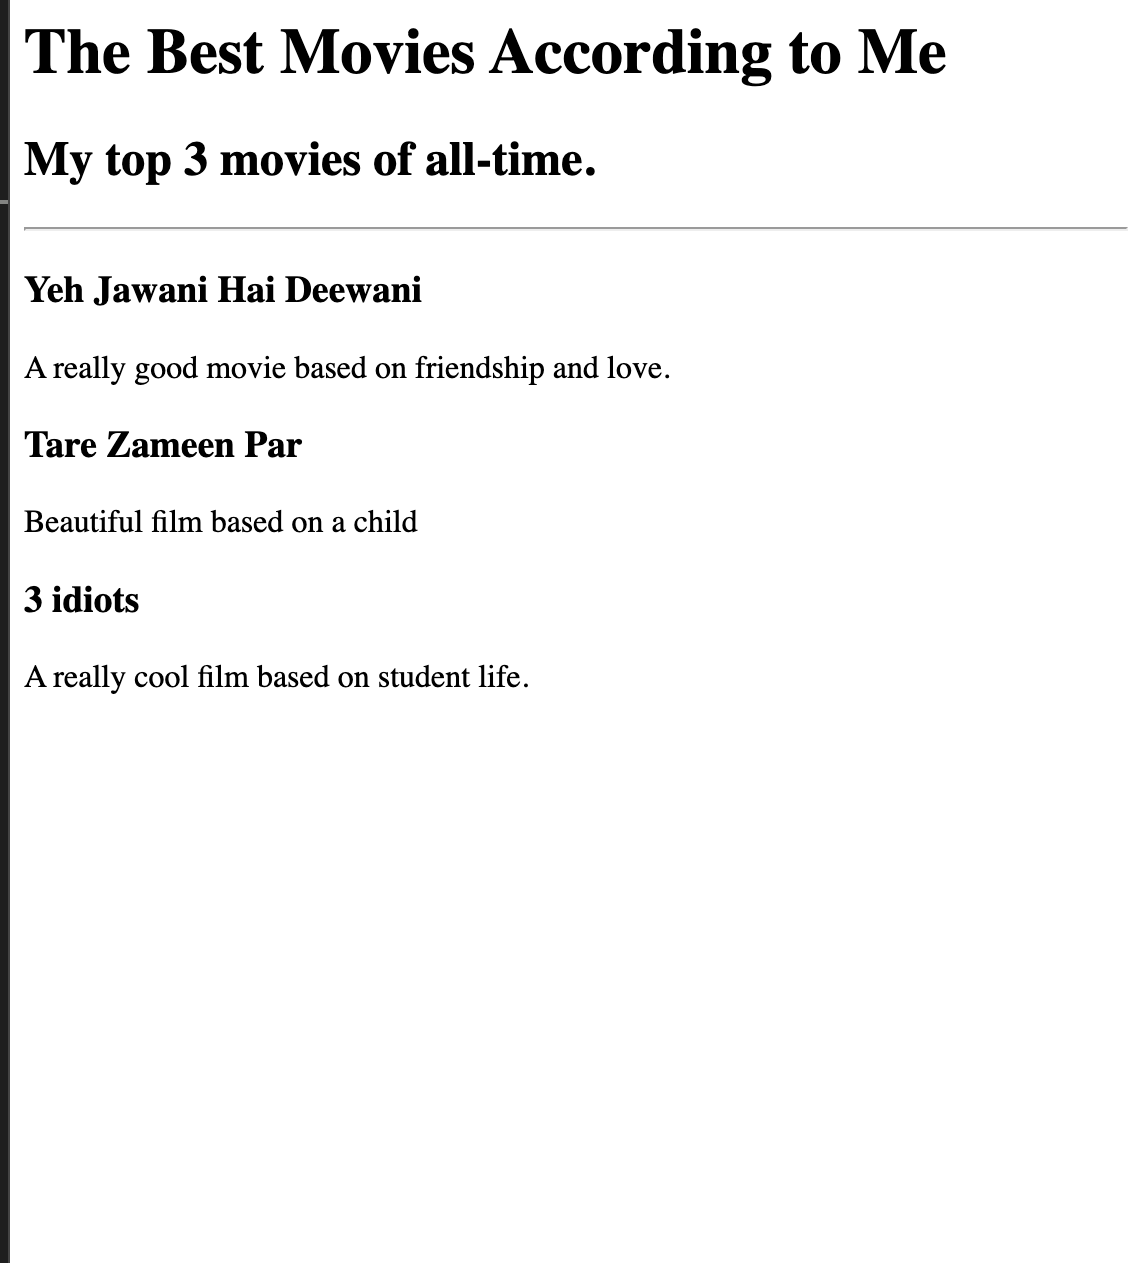 The Best Movies According to Me
My top 3 movies of all-time.
Yeh Jawani Hai Deewani
A really good movie based on friendship and love.
Tare Zameen Par
Beautiful film based on a child
3 idiots
A really cool film based on student life.